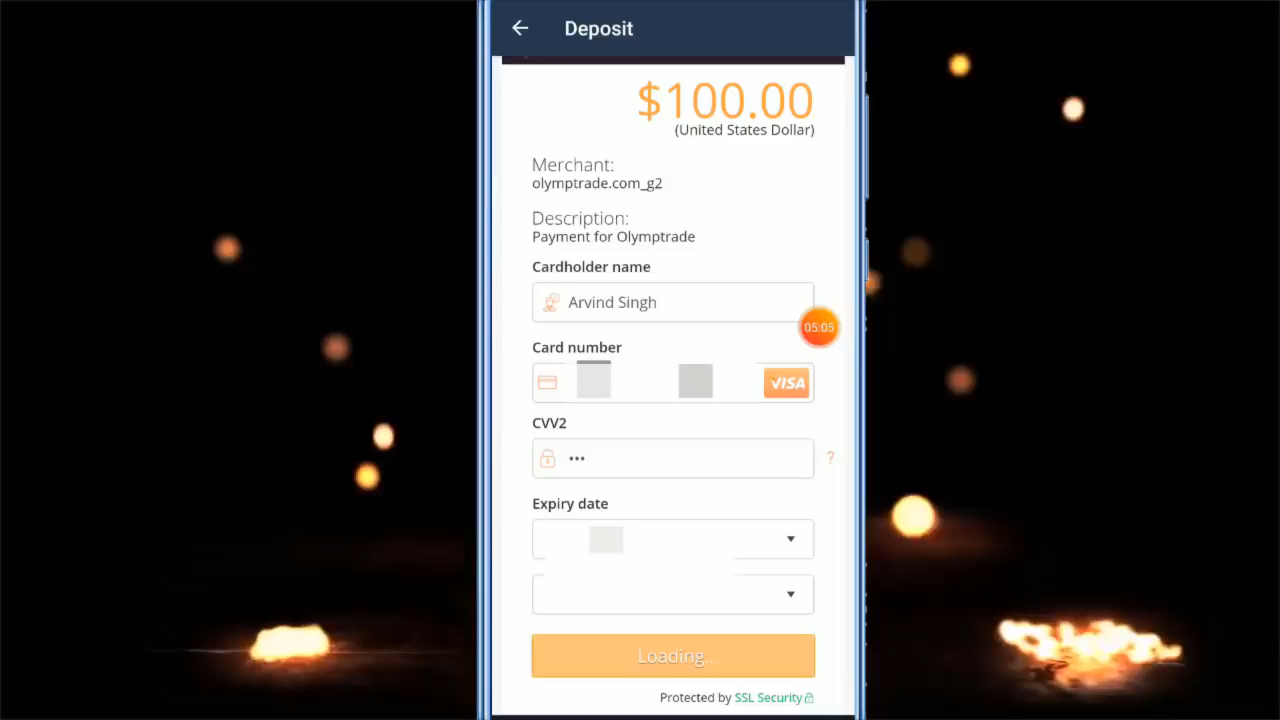 Deposit
$100.00
(United States Dollar)
Merchant:
olymptrade.com_g2
Description:
Payment for Olymptrade
Cardholder name
Arvind Singh
05:05
Card number
VISA
CVV2
•••
?
Expiry date
Loading...
Protected by SSL Security